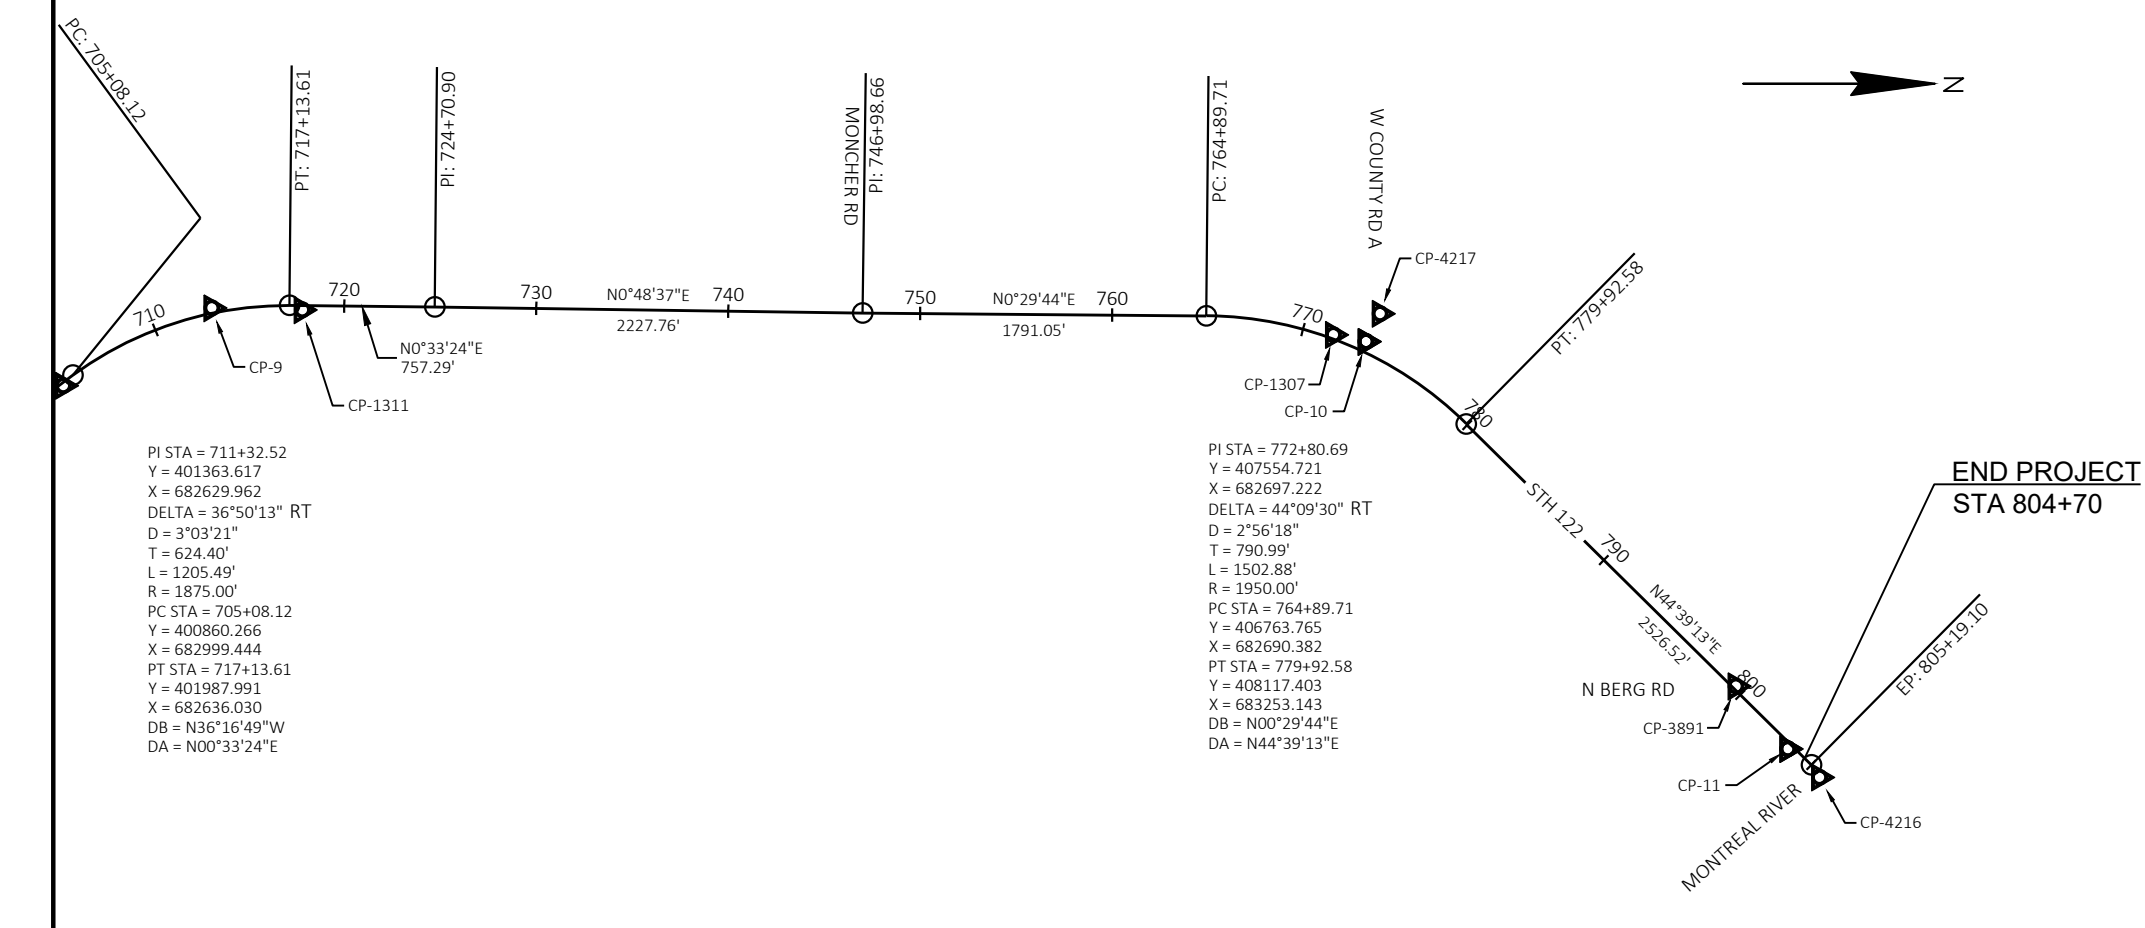 PC: 705+08.12
PT: 717+13.61
PI: 724+70.90
MONCHER RD
PI: 746+98.66
PC: 764+89.71
W COUNTY RD A
N
CP-4217
PT: 779+92.58
710
720
730
N0°48'37"E
2227.76'
740
750
N0°29'44"E
1791.05'
760
770
780
N0°33'24"E
757.29'
CP-9
CP-1311
CP-1307
CP-10
PI STA = 711+32.52
Y = 401363.617
X = 682629.962
DELTA = 36°50'13" RT
D = 3°03'21"
T = 624.40'
L = 1205.49'
R = 1875.00'
PC STA = 705+08.12
Y = 400860.266
X = 682999.444
PT STA = 717+13.61
Y = 401987.991
X = 682636.030
DB = N36°16'49"W
DA = N00°33'24"E
PI STA = 772+80.69
Y = 407554.721
X = 682697.222
DELTA = 44°09'30" RT
D = 2°56'18"
T = 790.99'
L = 1502.88'
R = 1950.00'
PC STA = 764+89.71
Y = 406763.765
X = 682690.382
PT STA = 779+92.58
Y = 408117.403
X = 683253.143
DB = N00°29'44"E
DA = N44°39'13"E
END PROJECT
STA 804+70
STH 122
790
N44°39'13"E
2526.52'
800
EP: 805+19.10
N BERG RD
CP-3891
CP-11
MONTREAL RIVER
CP-4216